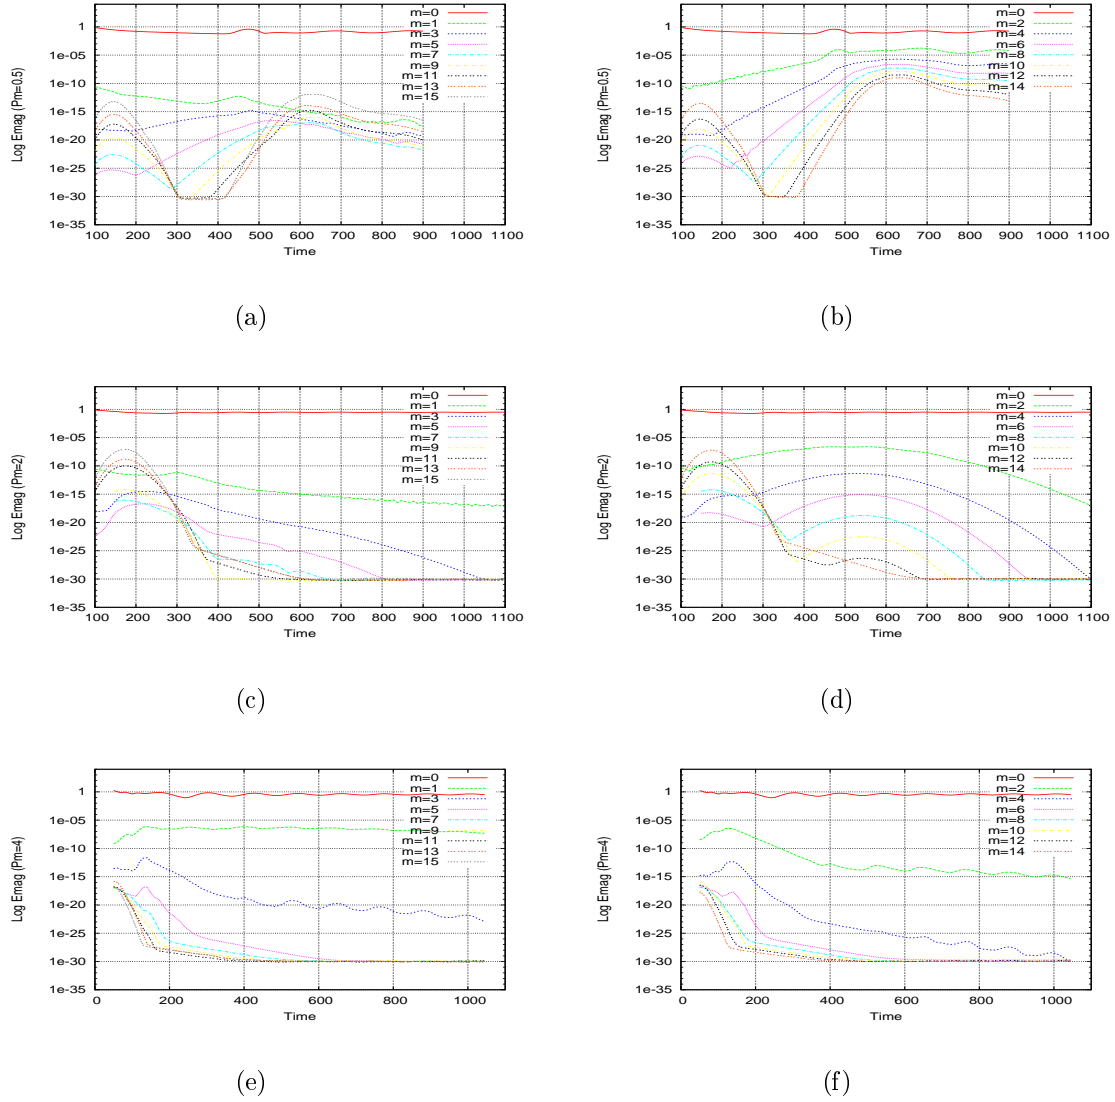 Log Emag (Pm=0.5)
1
1e-05
1e-10
1e-15
1e-20
1e-25
1e-30
1e-35
100 200 300 400 500 600 700 800 900 1000 1100
Time
m=0
m=1
m=3
m=5
m=7
m=9
m=11
m=13
m=15
(a)
Log Emag (Pm=0.5)
1
1e-05
1e-10
1e-15
1e-20
1e-25
1e-30
1e-35
100 200 300 400 500 600 700 800 900 1000 1100
Time
m=0
m=2
m=4
m=6
m=8
m=10
m=12
m=14
(b)
Log Emag (Pm=2)
1
1e-05
1e-10
1e-15
1e-20
1e-25
1e-30
1e-35
100 200 300 400 500 600 700 800 900 1000 1100
Time
m=0
m=1
m=3
m=5
m=7
m=9
m=11
m=13
m=15
(c)
Log Emag (Pm=2)
1
1e-05
1e-10
1e-15
1e-20
1e-25
1e-30
1e-35
100 200 300 400 500 600 700 800 900 1000 1100
Time
m=0
m=2
m=4
m=6
m=8
m=10
m=12
m=14
(d)
Log Emag (Pm=4)
1
1e-05
1e-10
1e-15
1e-20
1e-25
1e-30
1e-35
0 200 400 600 800 1000
Time
m=0
m=1
m=3
m=5
m=7
m=9
m=11
m=13
m=15
(e)
Log Emag (Pm=4)
1
1e-05
1e-10
1e-15
1e-20
1e-25
1e-30
1e-35
0 200 400 600 800 1000
Time
m=0
m=2
m=4
m=6
m=8
m=10
m=12
m=14
(f)